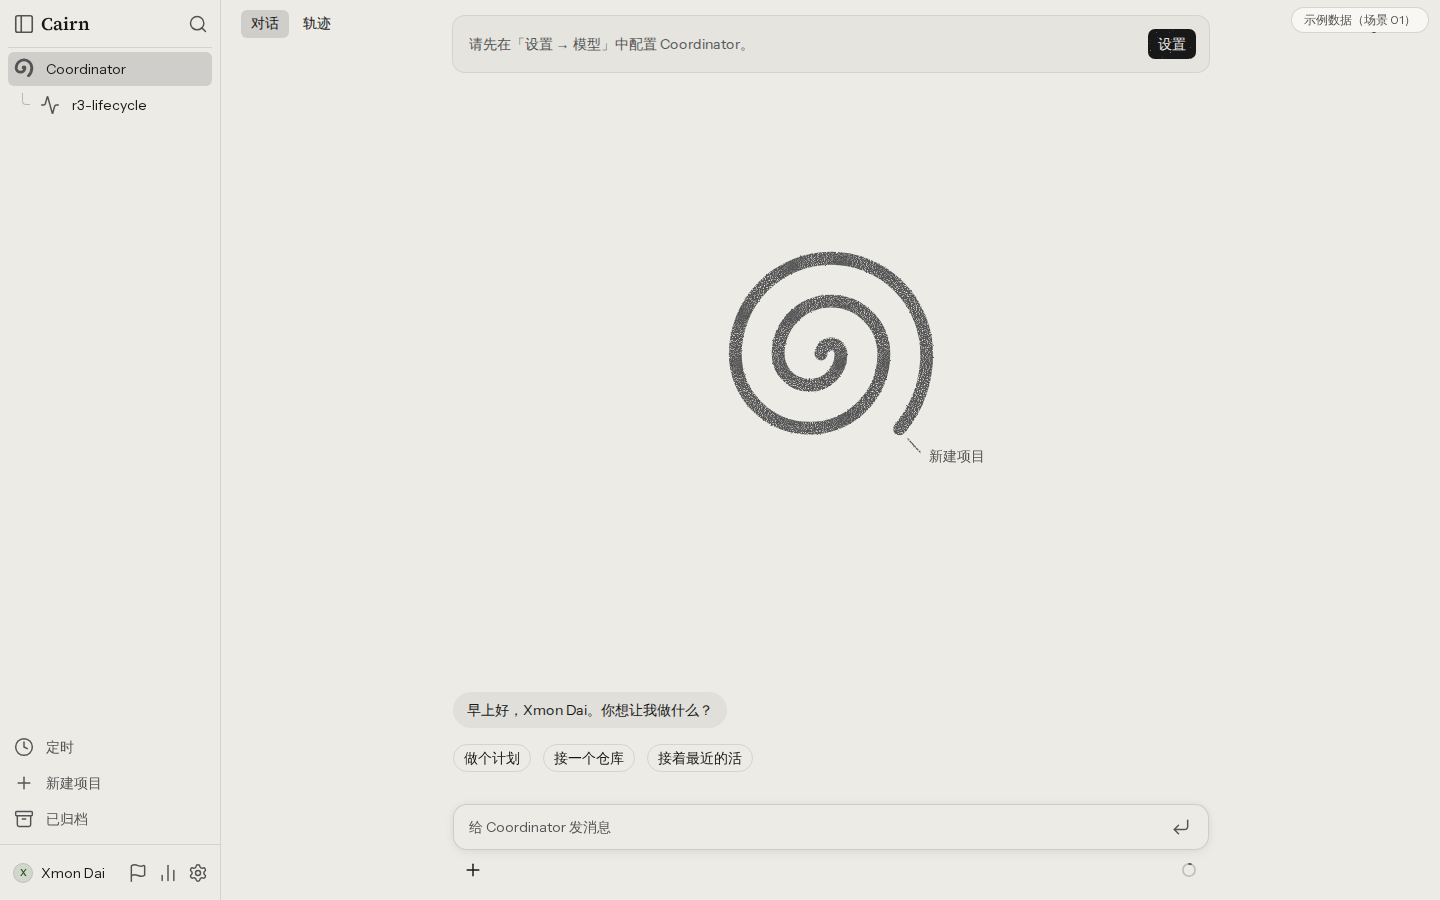 Cairn
Coordinator
r3-lifecycle
定时
新建项目
已归档
X
Xmon Dai
对话
轨迹
请先在「设置 → 模型」中配置 Coordinator。
设置
示例数据（场景 01）
新建项目
早上好，Xmon Dai。你想让我做什么？
做个计划
接一个仓库
接着最近的活
给 Coordinator 发消息